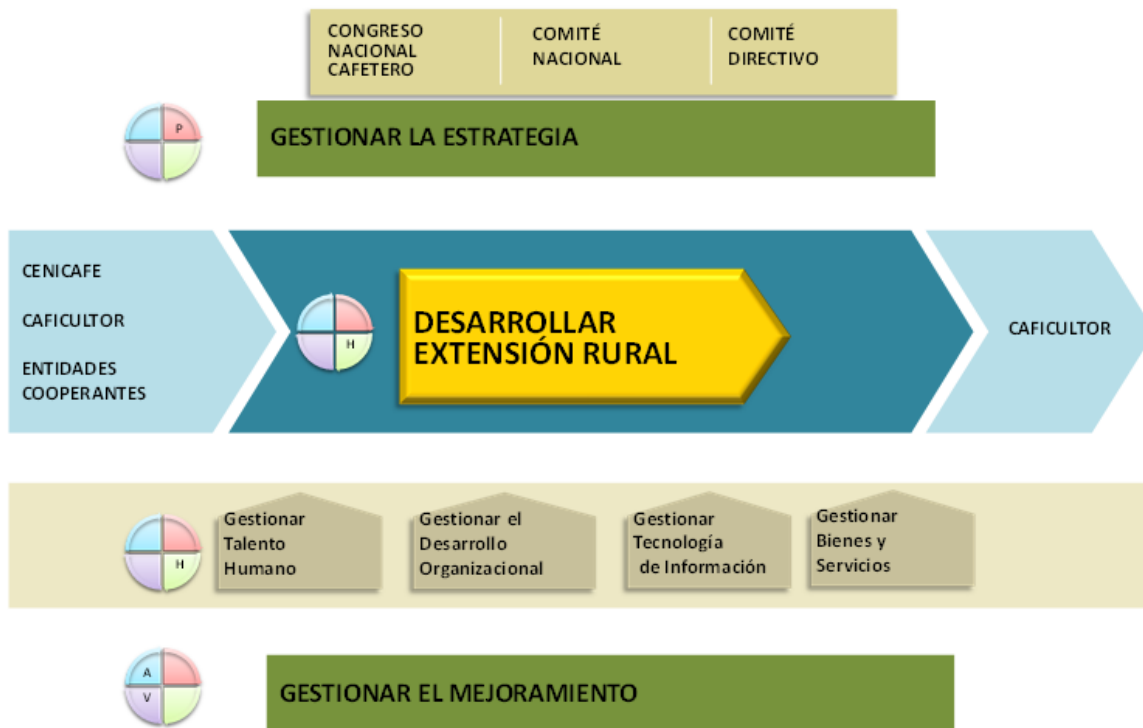 CONGRESO
NACIONAL
CAFETERO
COMITÉ
NACIONAL
COMITÉ
DIRECTIVO
P
GESTIONAR LA ESTRATEGIA
CENICAFE
CAFICULTOR
ENTIDADES
COOPERANTES
H
DESARROLLAR
EXTENSIÓN RURAL
CAFICULTOR
H
Gestionar
Talento
Humano
Gestionar el
Desarrollo
Organizacional
Gestionar
Tecnología
de Información
Gestionar
Bienes y
Servicios
A
V
GESTIONAR EL MEJORAMIENTO